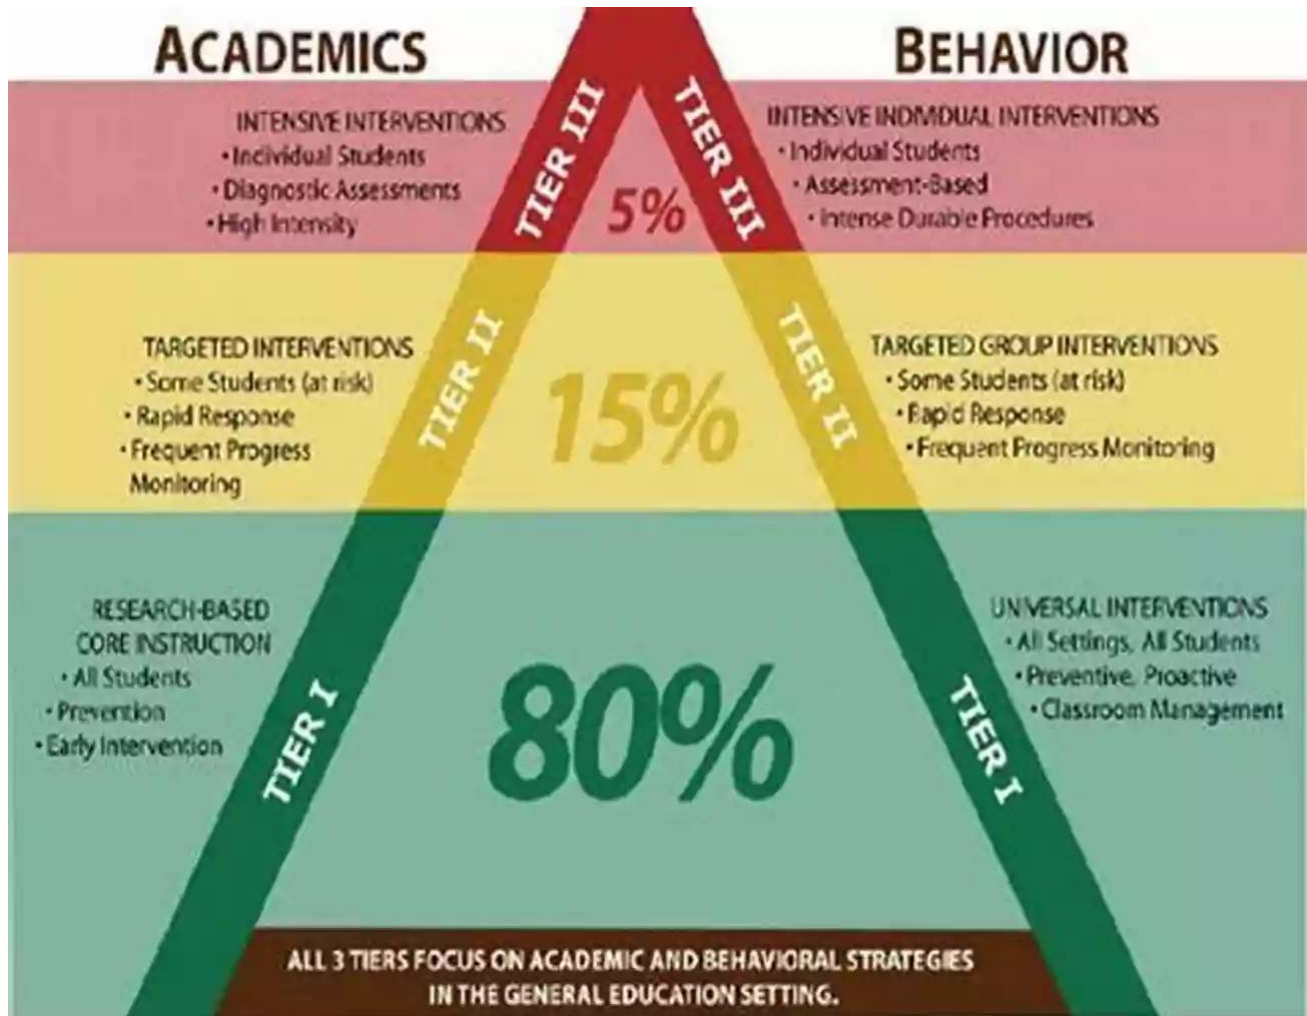 ACADEMICS
BEHAVIOR
INTENSIVE INTERVENTIONS
• Individual Students
• Diagnostic Assessments
• High Intensity
TIER III
5%
TIER III
INTENSIVE INDIVIDUAL INTERVENTIONS
• Individual Students
• Assessment-Based
• Intense Durable Procedures
TARGETED INTERVENTIONS
• Some Students (at risk)
• Rapid Response
• Frequent Progress
Monitoring
TIER II
15%
TIER II
TARGETED GROUP INTERVENTIONS
• Some Students (at risk)
• Rapid Response
• Frequent Progress Monitoring
RESEARCH-BASED
CORE INSTRUCTION
• All Students
• Prevention
• Early Intervention
TIER I
80%
TIER I
UNIVERSAL INTERVENTIONS
• All Settings, All Students
• Preventive, Proactive
• Classroom Management
ALL 3 TIERS FOCUS ON ACADEMIC AND BEHAVIORAL STRATEGIES
IN THE GENERAL EDUCATION SETTING.